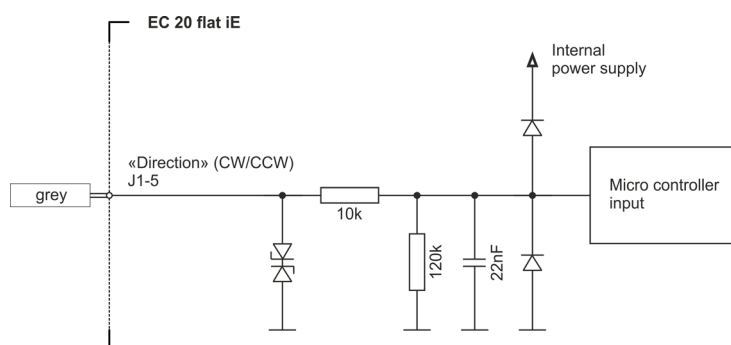 EC 20 flat iE
Internal
power supply
«Direction» (CW/CCW)
J1-5
grey
10k
120k
22nF
Micro controller
input